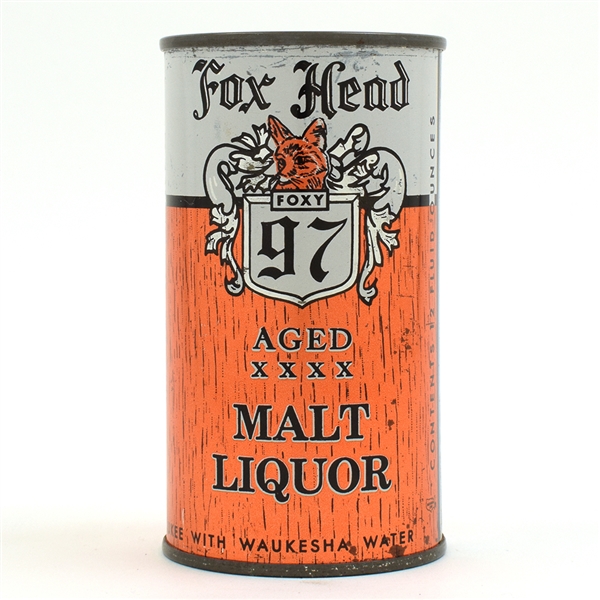 Fox Head
FOXY
97
AGED
XXXX
MALT
LIQUOR
WITH WAUKESHA WATER
CONTENTS 12 FLUID OUNCES